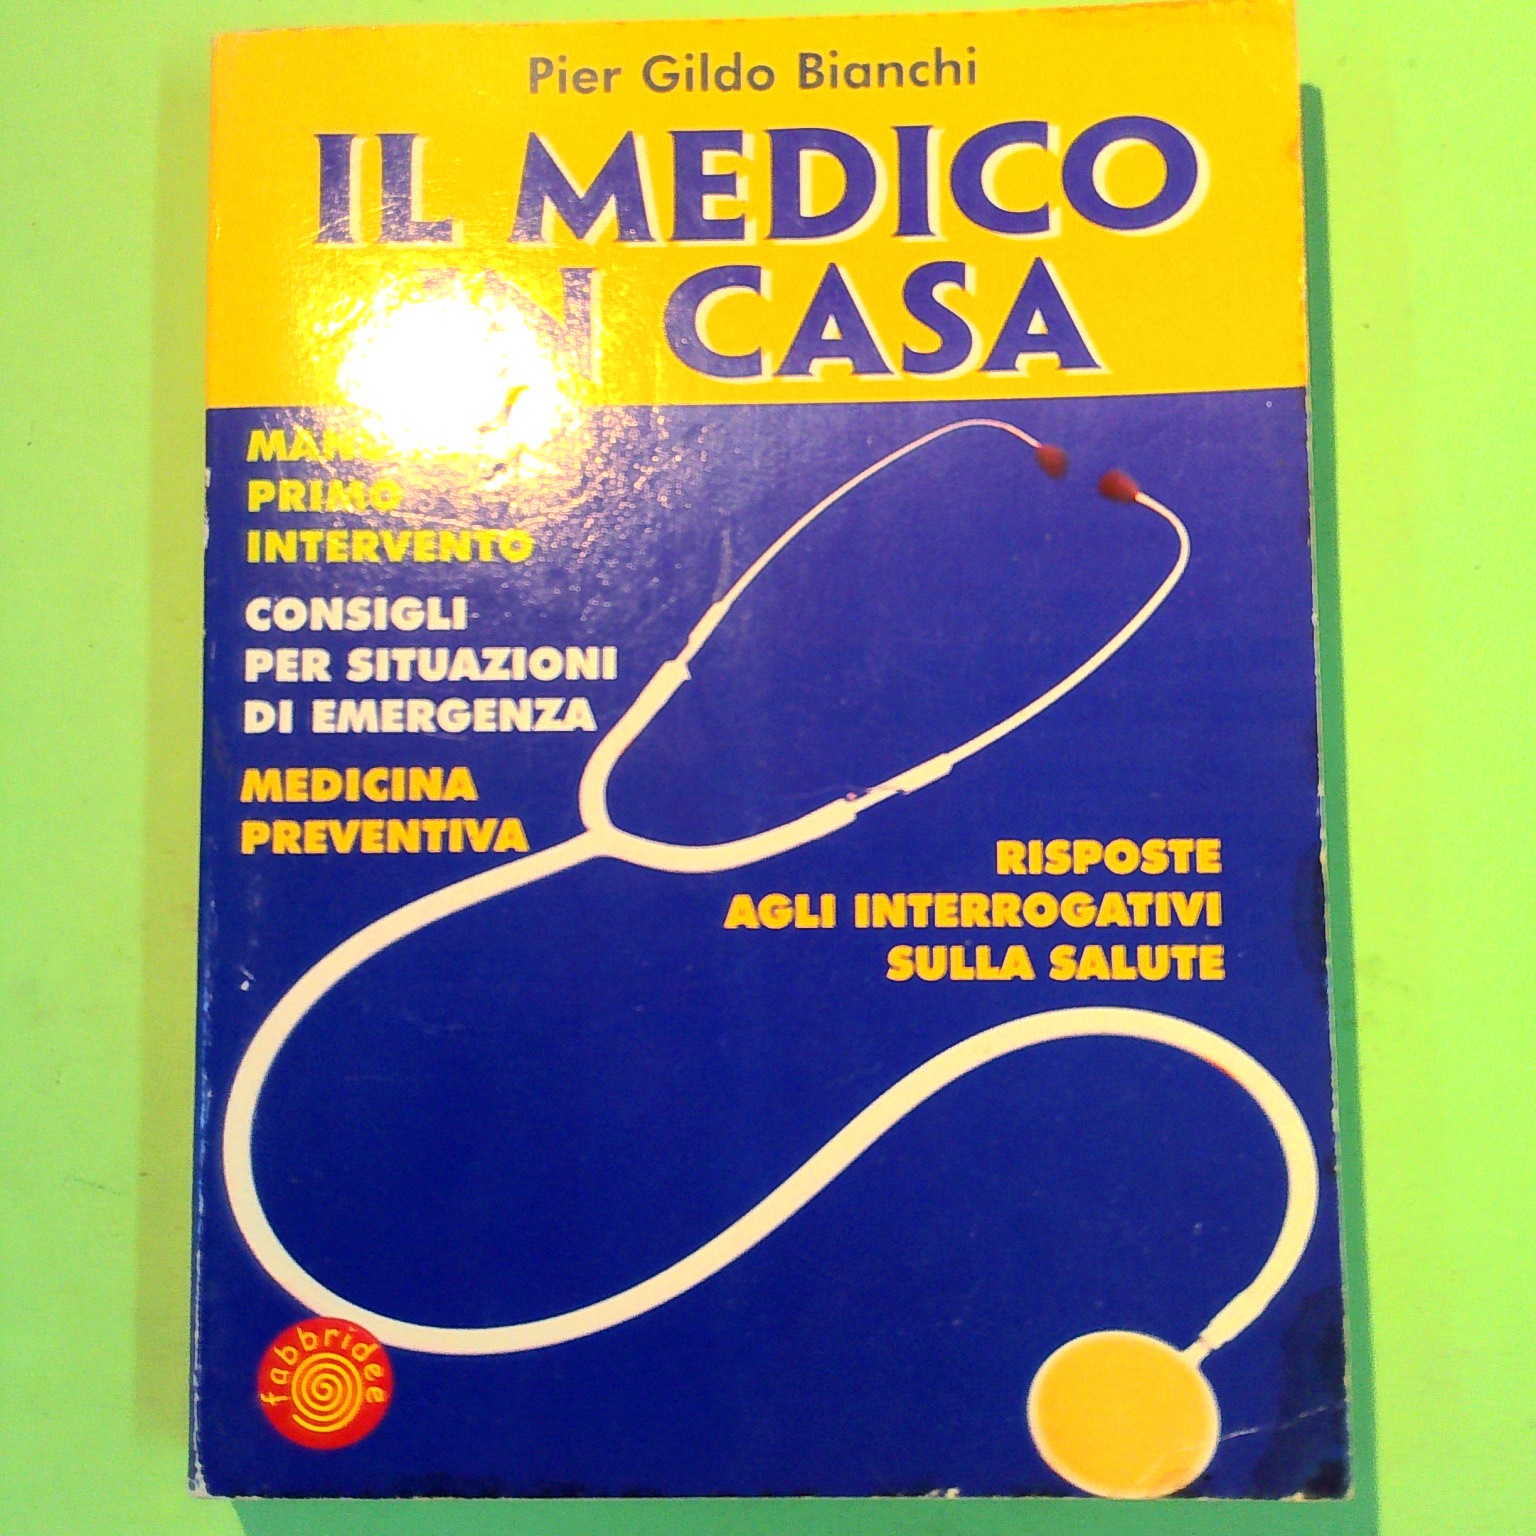 Pier Gildo Bianchi
IL MEDICO
IN CASA
PRIMO
INTERVENTO
CONSIGLI
PER SITUAZIONI
DI EMERGENZA
MEDICINA
PREVENTIVA
RISPOSTE
AGLI INTERROGATIVI
SULLA SALUTE
fabbridee